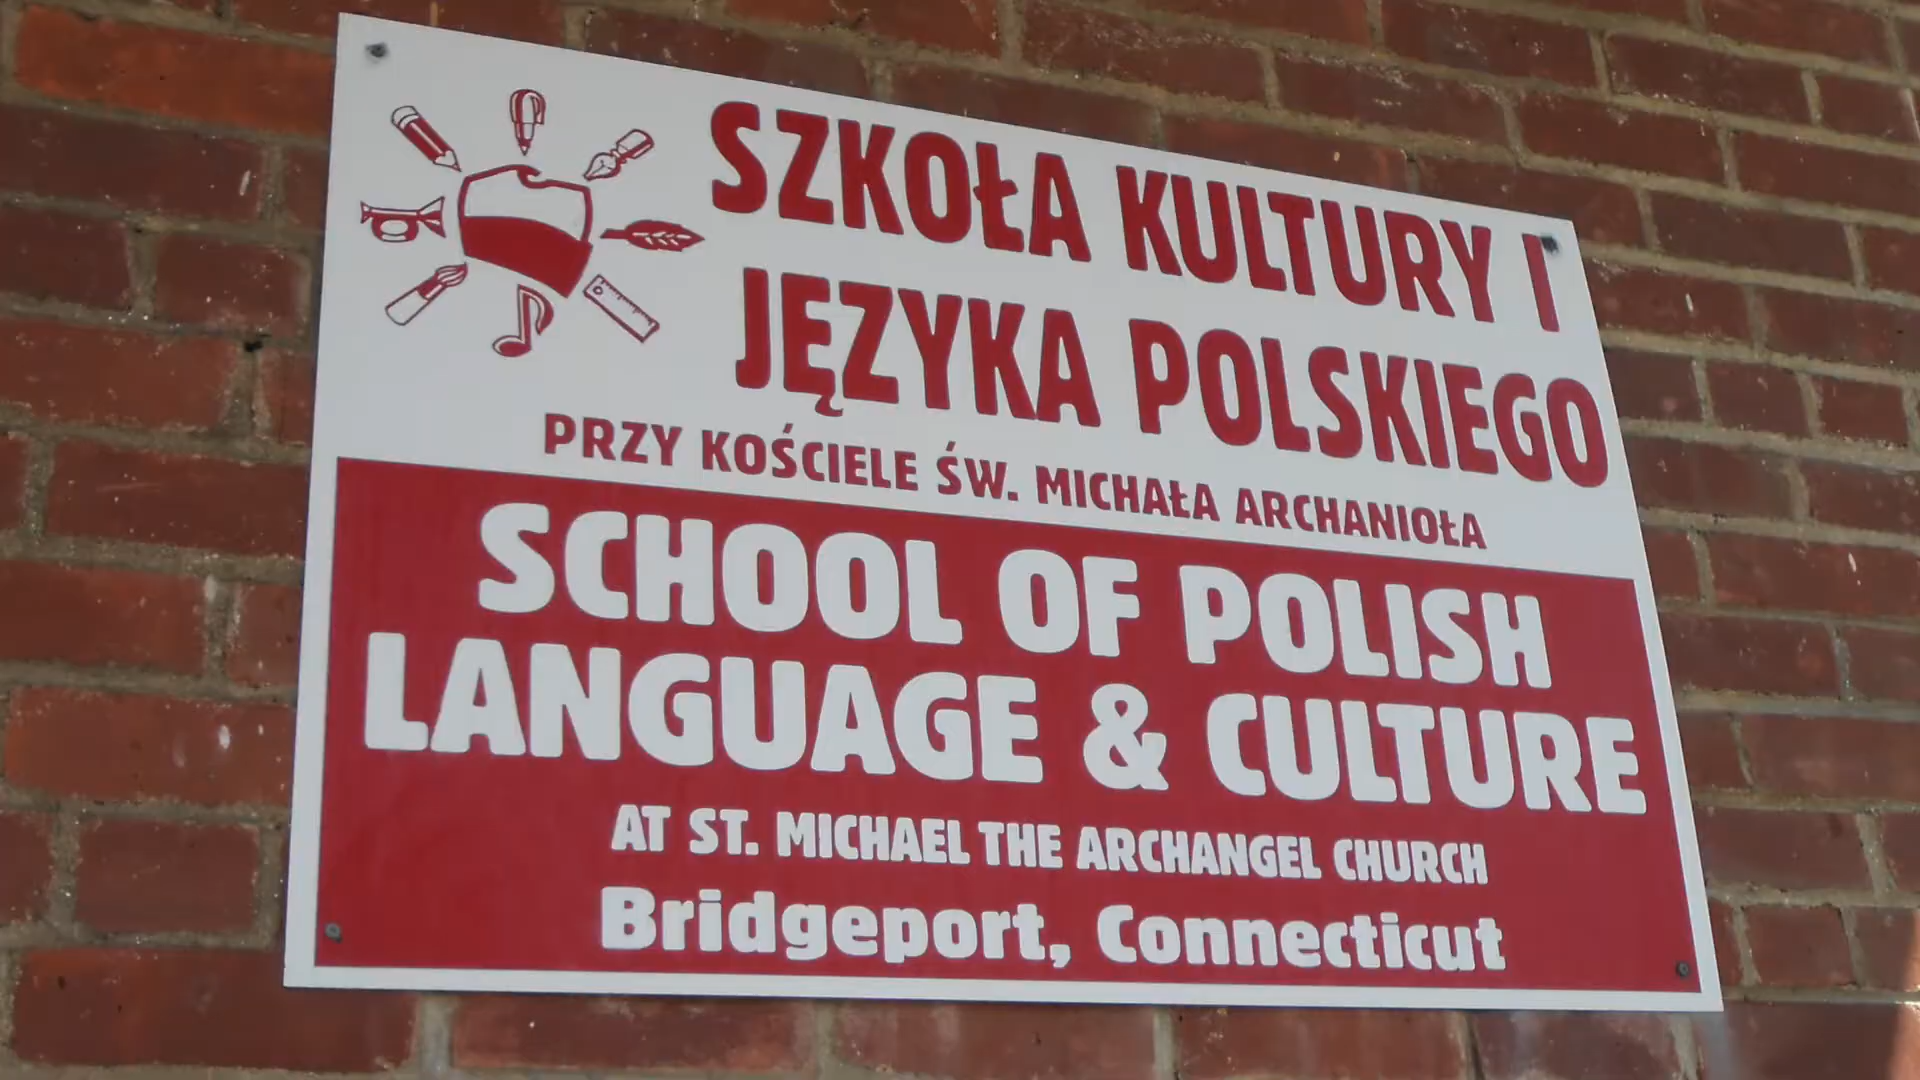 SZKOŁA KULTURY I
JĘZYKA POLSKIEGO
PRZY KOŚCIELE ŚW. MICHAŁA ARCHANIOŁA
SCHOOL OF POLISH
LANGUAGE & CULTURE
AT ST. MICHAEL THE ARCHANGEL CHURCH
Bridgeport, Connecticut